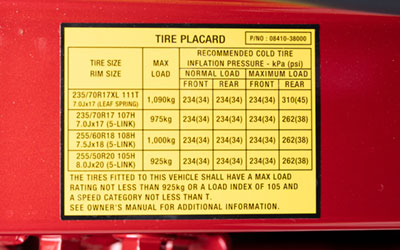 TIRE PLACARD P/NO : 08410-38000
TIRE SIZE RIM SIZE MAX LOAD RECOMMENDED COLD TIRE INFLATION PRESSURE - kPa (psi)
NORMAL LOAD MAXIMUM LOAD
FRONT REAR FRONT REAR
235/70R17XL 111T 7.0Jx17 (LEAF SPRING) 1,090kg 234(34) 234(34) 234(34) 310(45)
235/70R17 107H 7.0Jx17 (5-LINK) 975kg 234(34) 234(34) 234(34) 262(38)
255/60R18 108H 7.5Jx18 (5-LINK) 1,000kg 234(34) 234(34) 234(34) 262(38)
255/50R20 105H 8.0Jx20 (5-LINK) 925kg 234(34) 234(34) 234(34) 262(38)
THE TIRES FITTED TO THIS VEHICLE SHALL HAVE A MAX LOAD
RATING NOT LESS THAN 925kg OR A LOAD INDEX OF 105 AND
A SPEED CATEGORY NOT LESS THAN T.
SEE OWNER'S MANUAL FOR ADDITIONAL INFORMATION.